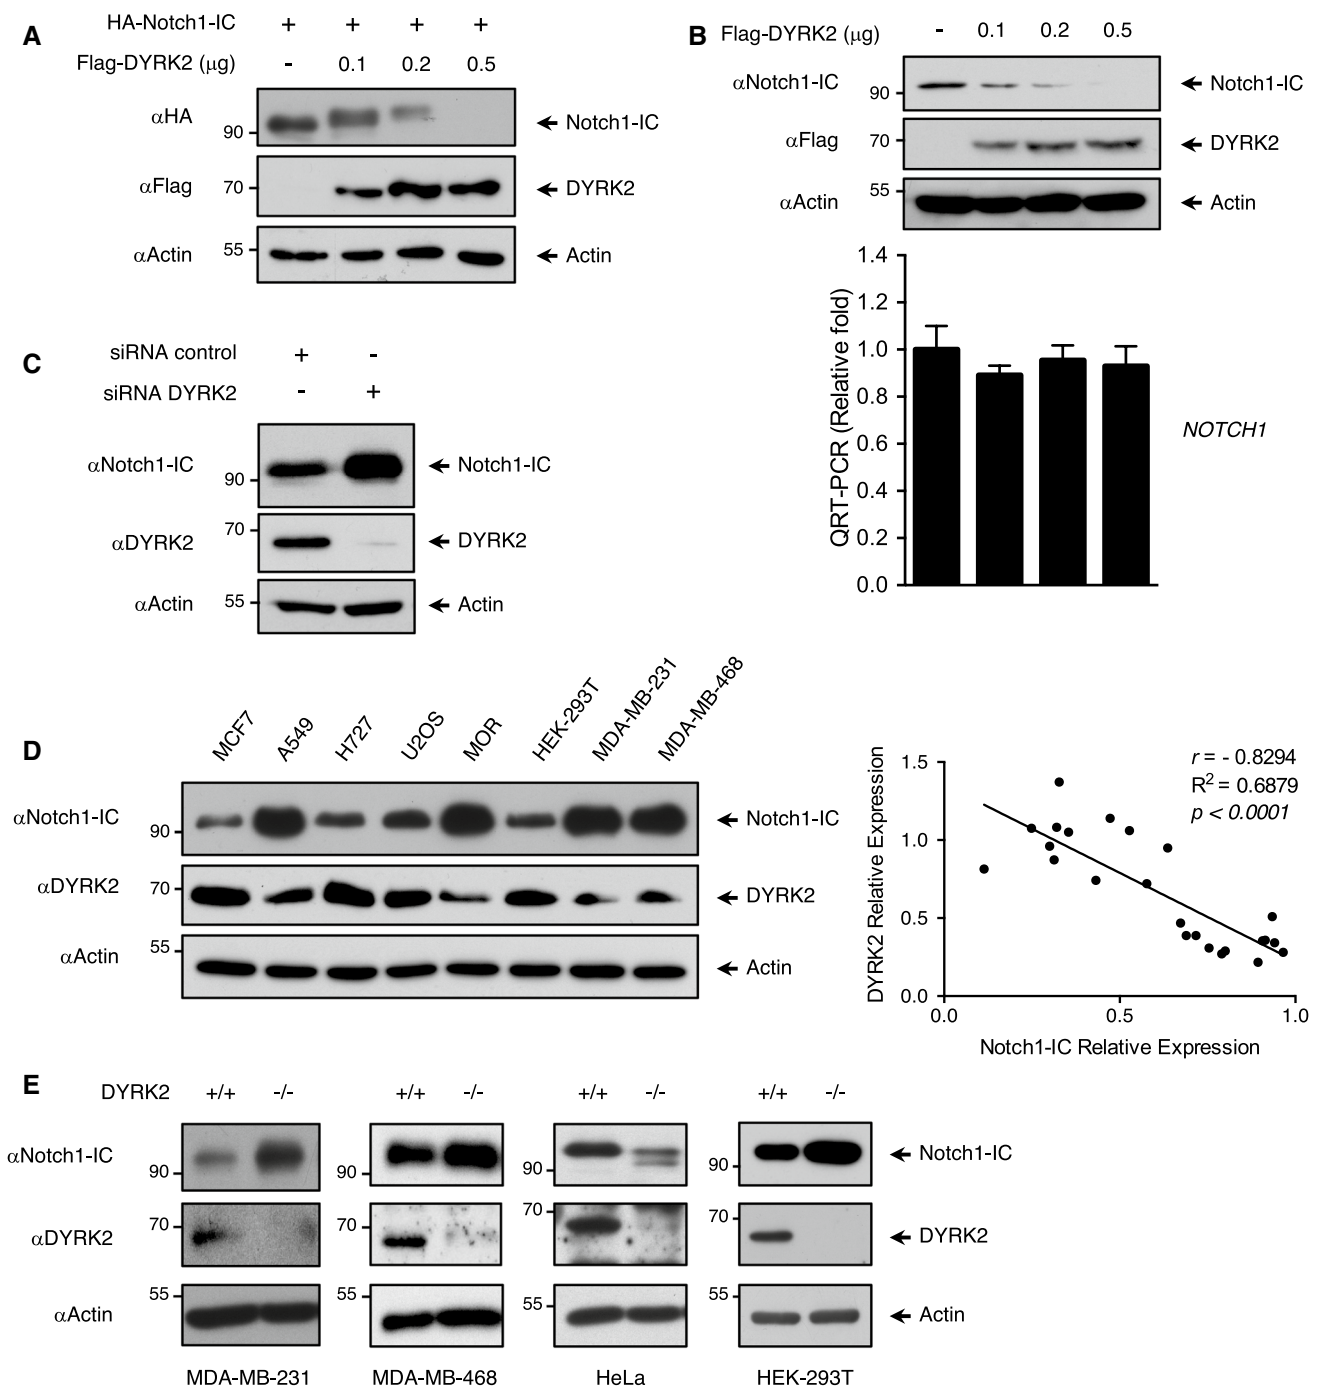 A
HA-Notch1-IC + + + +
Flag-DYRK2 (μg) - 0.1 0.2 0.5
αHA 90 Notch1-IC
αFlag 70 DYRK2
αActin 55 Actin
B
Flag-DYRK2 (μg) - 0.1 0.2 0.5
αNotch1-IC 90 Notch1-IC
αFlag 70 DYRK2
αActin 55 Actin
QRT-PCR (Relative fold)
1.4
1.2
1.0
0.8
0.6
0.4
0.2
0.0
NOTCH1
C
siRNA control + -
siRNA DYRK2 - +
αNotch1-IC 90 Notch1-IC
αDYRK2 70 DYRK2
αActin 55 Actin
D
MCF7 A549 H727 U2OS MOR HEK-293T MDA-MB-231 MDA-MB-468
αNotch1-IC 90 Notch1-IC
αDYRK2 70 DYRK2
αActin 55 Actin
DYRK2 Relative Expression
1.5
1.0
0.5
0.0
0.0 0.5 1.0
Notch1-IC Relative Expression
r = - 0.8294
R² = 0.6879
p < 0.0001
E
DYRK2 +/+ -/- +/+ -/- +/+ -/- +/+ -/-
αNotch1-IC 90 90 90 90 Notch1-IC
αDYRK2 70 70 70 70 DYRK2
αActin 55 55 55 55 Actin
MDA-MB-231 MDA-MB-468 HeLa HEK-293T